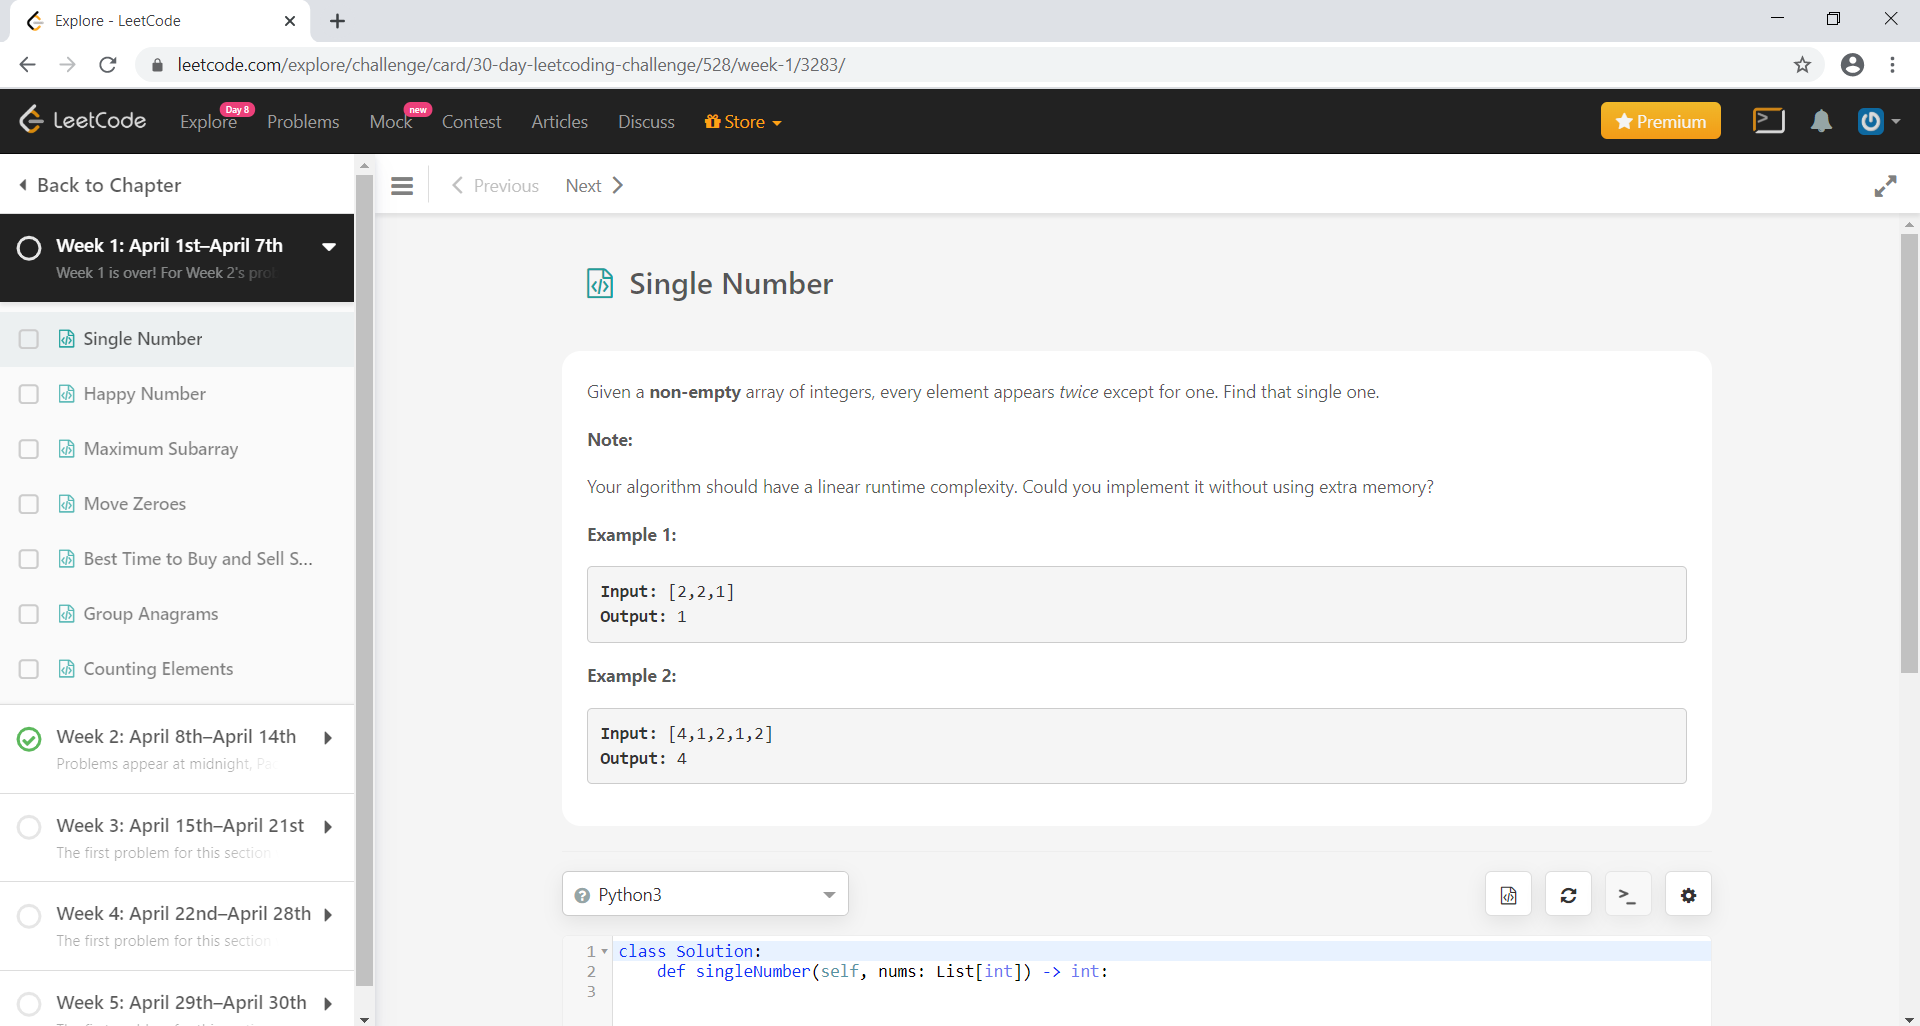 Explore - LeetCode
leetcode.com/explore/challenge/card/30-day-leetcoding-challenge/528/week-1/3283/
LeetCode
Explore Day 8
Problems
Mock new
Contest
Articles
Discuss
Store
Premium
Back to Chapter
Previous
Next
Week 1: April 1st–April 7th
Week 1 is over! For Week 2's
Single Number
Happy Number
Maximum Subarray
Move Zeroes
Best Time to Buy and Sell S...
Group Anagrams
Counting Elements
Week 2: April 8th–April 14th
Problems appear at midnight,
Week 3: April 15th–April 21st
The first problem for this section
Week 4: April 22nd–April 28th
The first problem for this section
Week 5: April 29th–April 30th
Single Number
Given a non-empty array of integers, every element appears twice except for one. Find that single one.
Note:
Your algorithm should have a linear runtime complexity. Could you implement it without using extra memory?
Example 1:
Input: [2,2,1]
Output: 1
Example 2:
Input: [4,1,2,1,2]
Output: 4
Python3
1 class Solution:
2 def singleNumber(self, nums: List[int]) -> int:
3